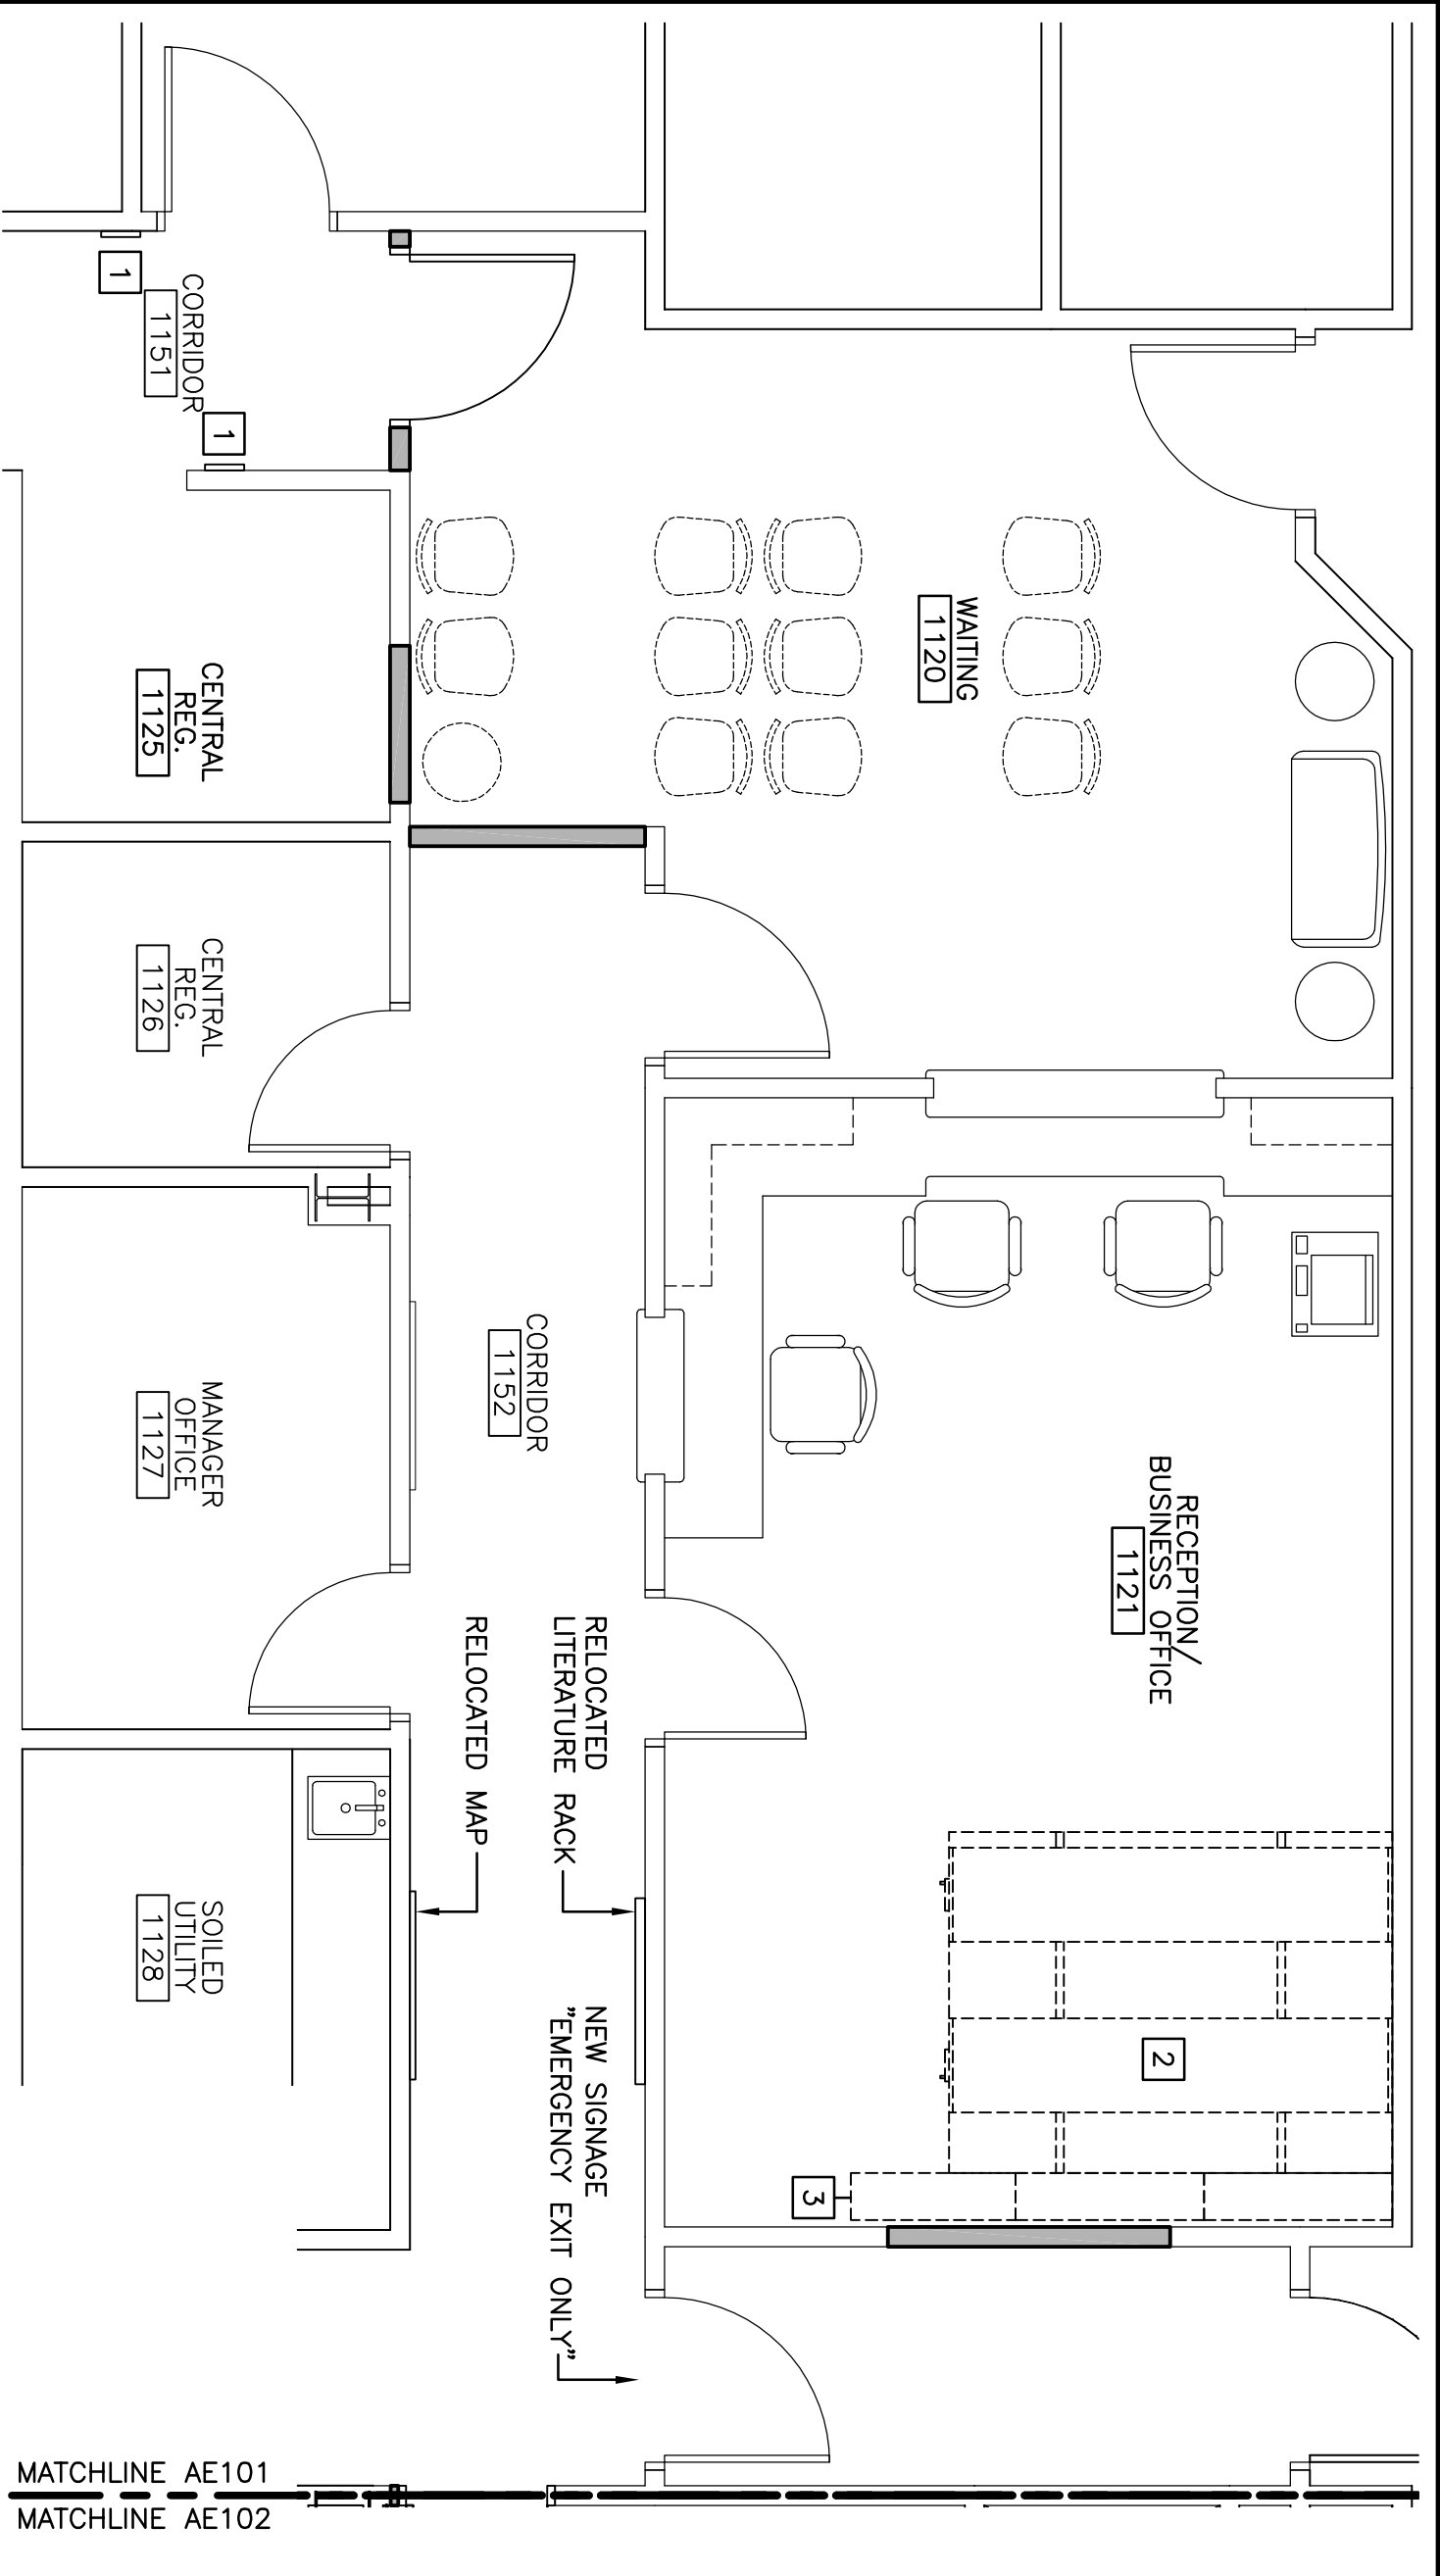 1
CORRIDOR
1151
1
WAITING
1120
CENTRAL
REG.
1125
CENTRAL
REG.
1126
CORRIDOR
1152
MANAGER
OFFICE
1127
RECEPTION/
BUSINESS OFFICE
1121
RELOCATED
LITERATURE RACK
RELOCATED MAP
SOILED
UTILITY
1128
2
3
NEW SIGNAGE
"EMERGENCY EXIT ONLY"
MATCHLINE AE101
MATCHLINE AE102